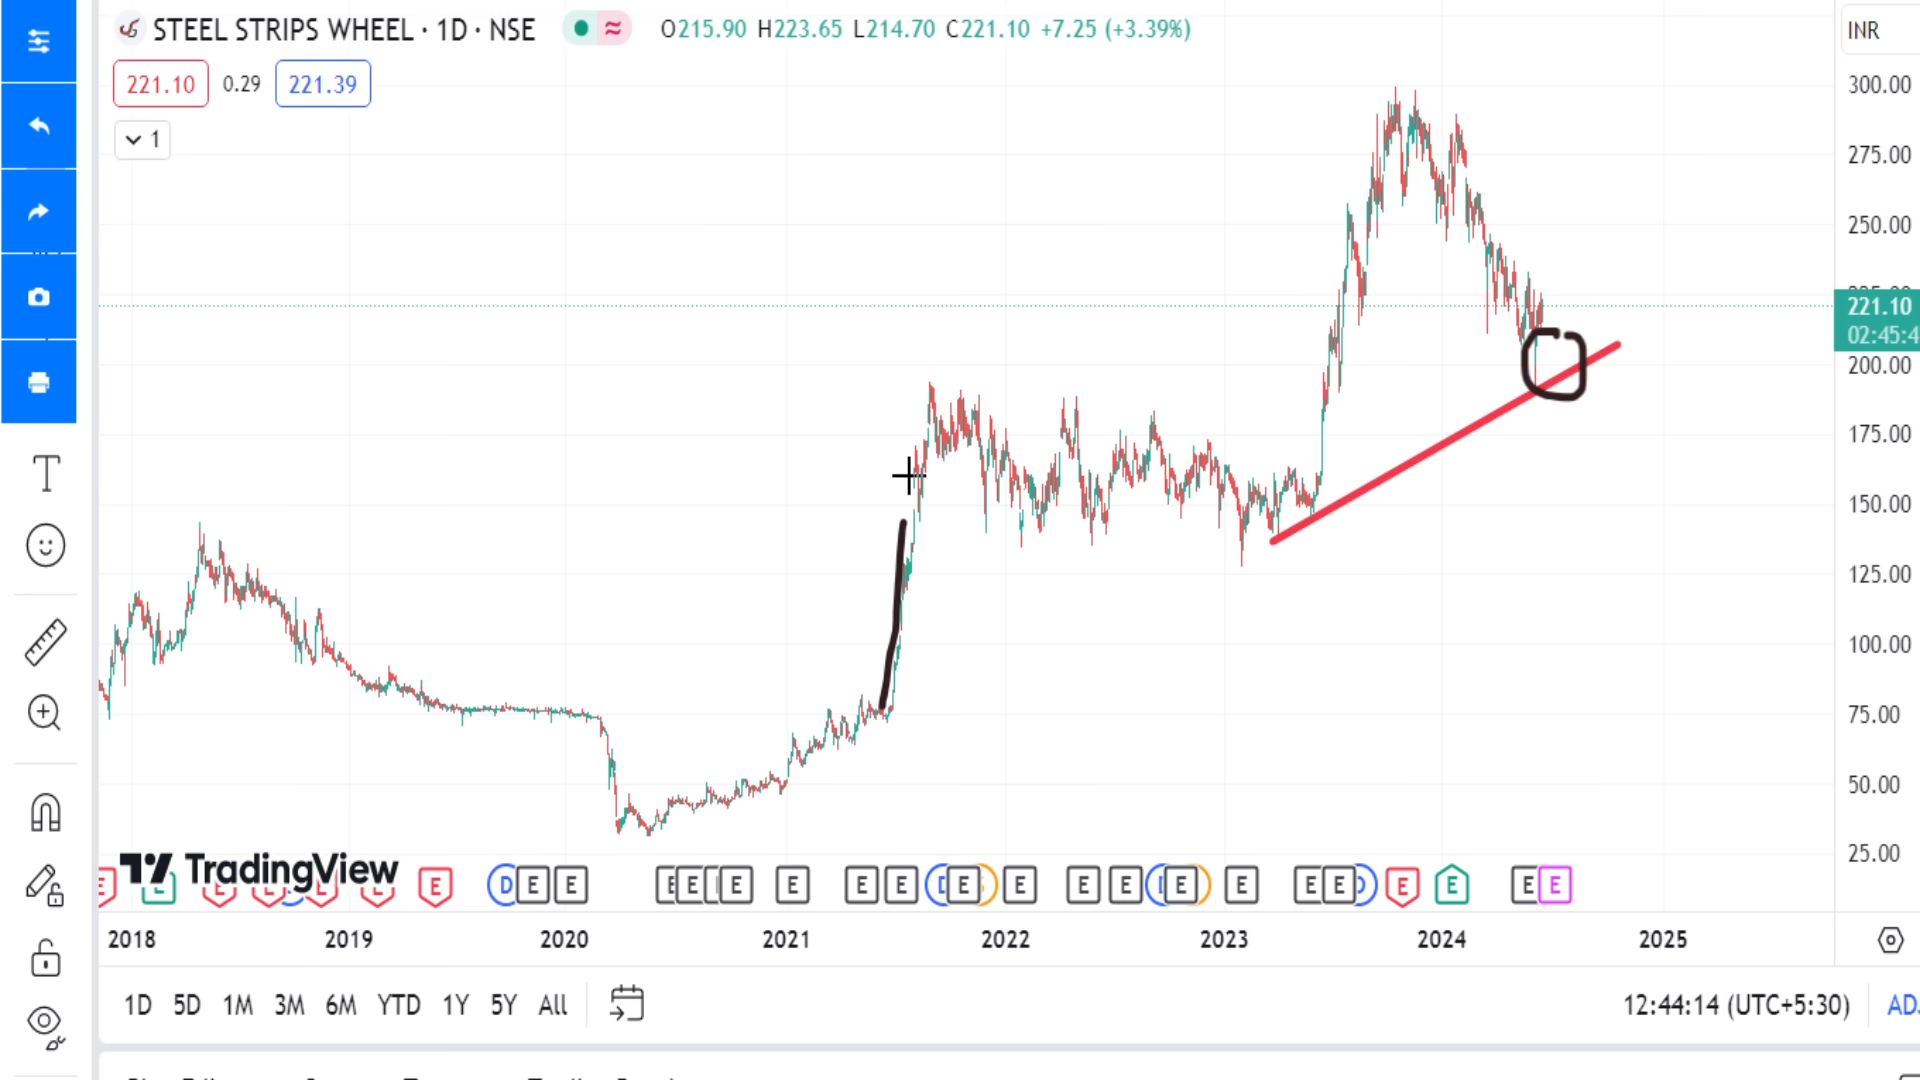 STEEL STRIPS WHEEL · 1D · NSE
O215.90 H223.65 L214.70 C221.10 +7.25 (+3.39%)
INR
221.10 0.29 221.39
1
300.00
275.00
250.00
221.10
02:45:4
200.00
175.00
150.00
125.00
100.00
75.00
50.00
25.00
TradingView
E E E E E E E E D E E E E E E E E D E E E E D E E E E D E E E E
2018 2019 2020 2021 2022 2023 2024 2025
1D 5D 1M 3M 6M YTD 1Y 5Y All
12:44:14 (UTC+5:30)